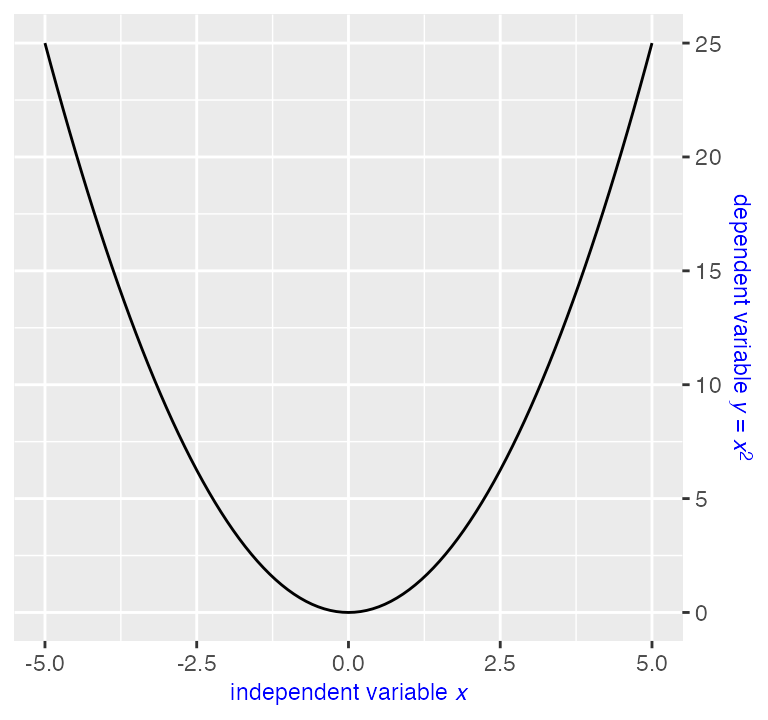 25
20
15
10
5
0
dependent variable y = x²
-5.0 -2.5 0.0 2.5 5.0
independent variable x